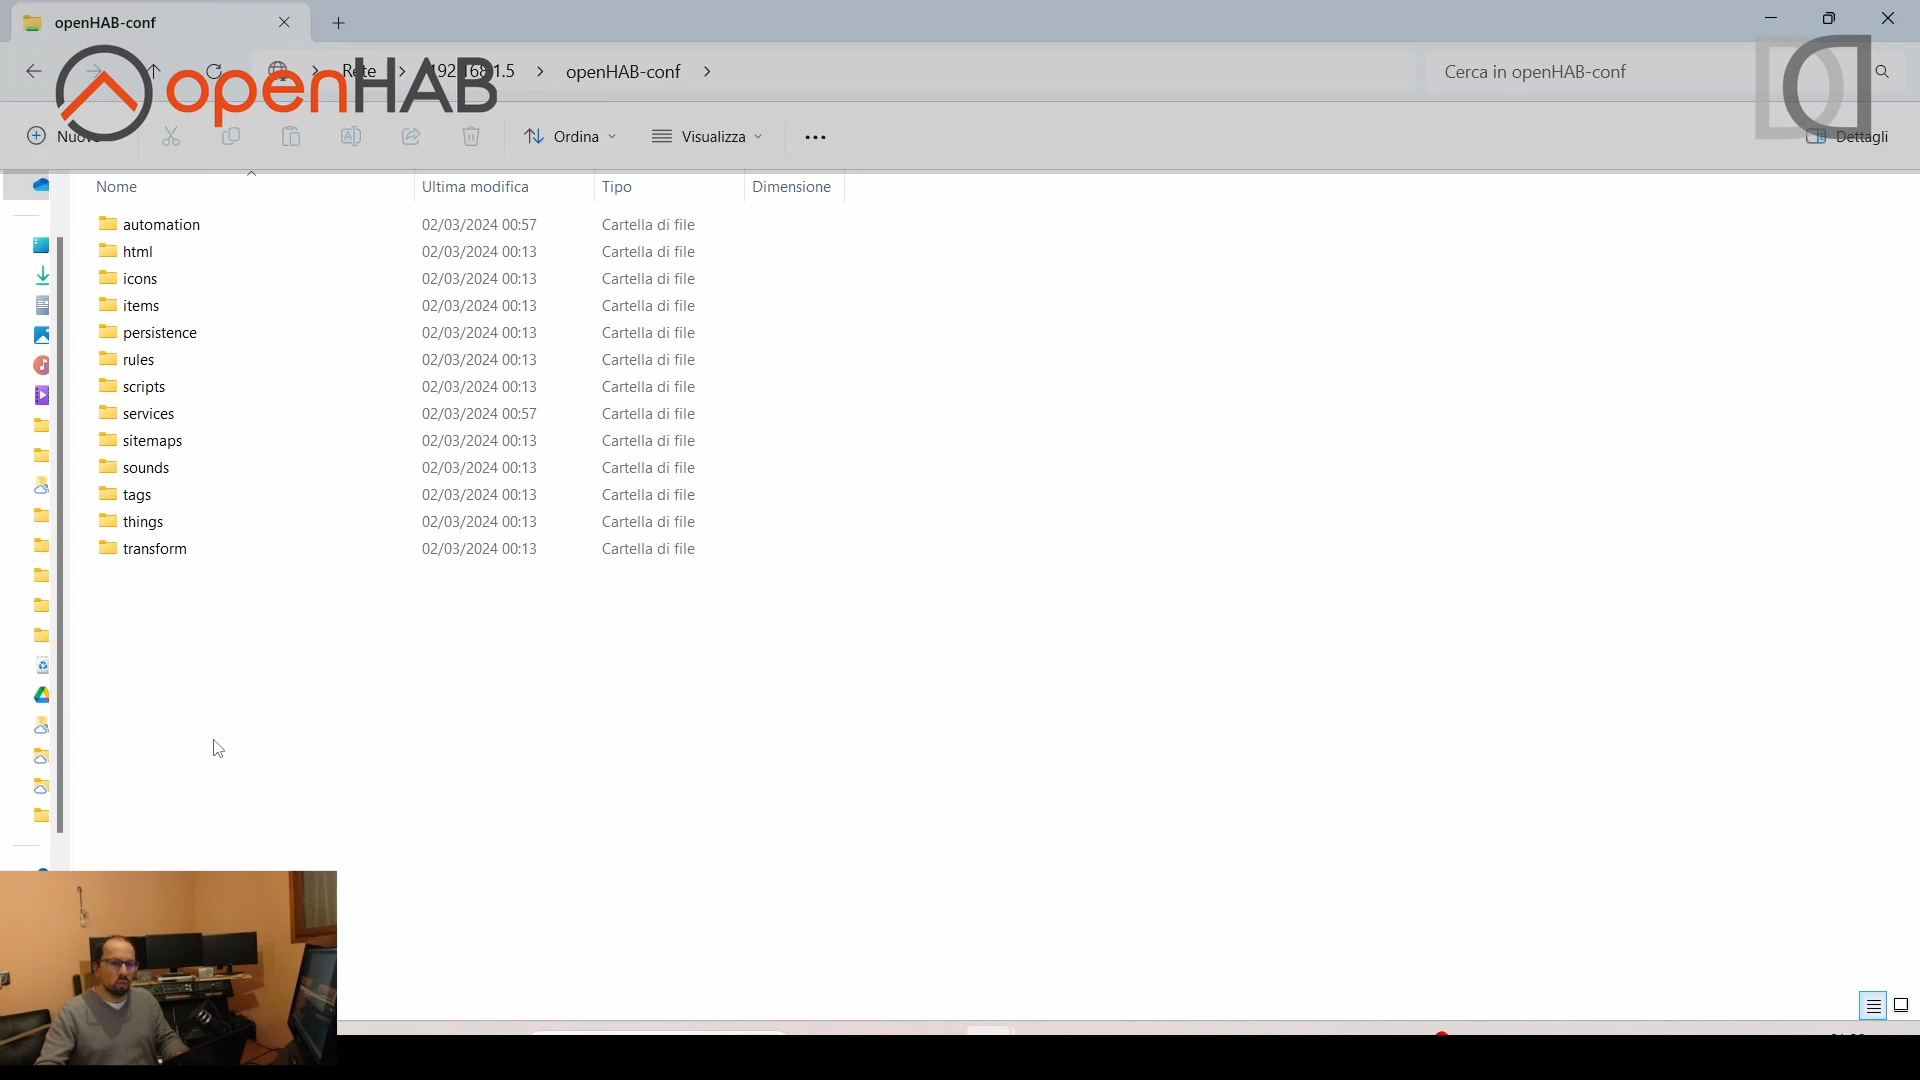 openHAB-conf
openHAB
Rete > 192.168.1.5 > openHAB-conf >
Cerca in openHAB-conf
Ordina
Visualizza
Dettagli
Nome Ultima modifica Tipo Dimensione
automation 02/03/2024 00:57 Cartella di file
html 02/03/2024 00:13 Cartella di file
icons 02/03/2024 00:13 Cartella di file
items 02/03/2024 00:13 Cartella di file
persistence 02/03/2024 00:13 Cartella di file
rules 02/03/2024 00:13 Cartella di file
scripts 02/03/2024 00:13 Cartella di file
services 02/03/2024 00:57 Cartella di file
sitemaps 02/03/2024 00:13 Cartella di file
sounds 02/03/2024 00:13 Cartella di file
tags 02/03/2024 00:13 Cartella di file
things 02/03/2024 00:13 Cartella di file
transform 02/03/2024 00:13 Cartella di file